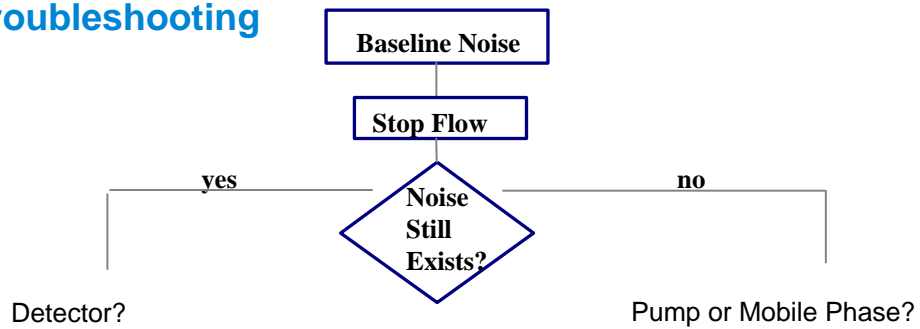 roubleshooting
Baseline Noise
Stop Flow
yes
no
Noise
Still
Exists?
Detector?
Pump or Mobile Phase?